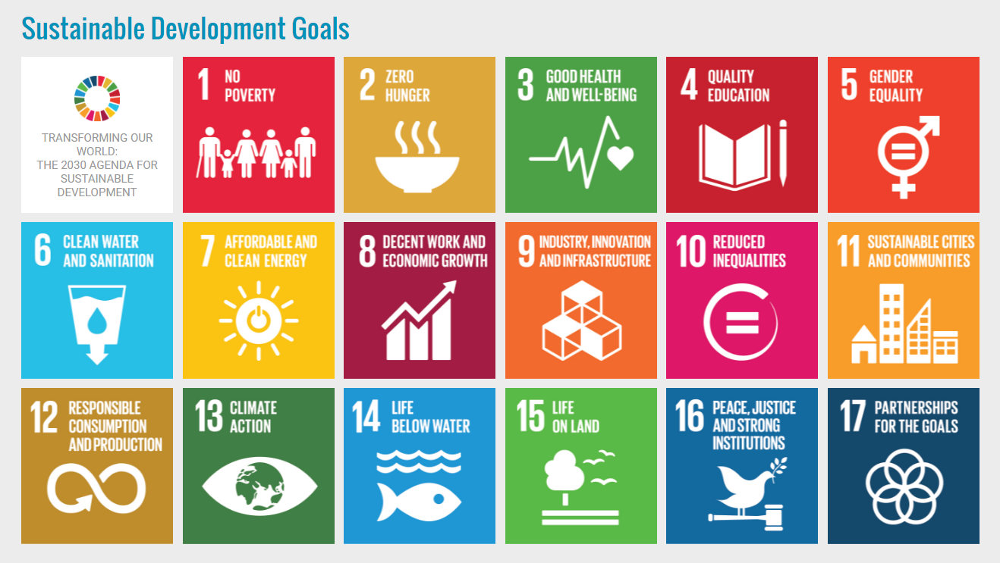 Sustainable Development Goals
TRANSFORMING OUR
WORLD:
THE 2030 AGENDA FOR
SUSTAINABLE
DEVELOPMENT
1 NO
POVERTY
2 ZERO
HUNGER
3 GOOD HEALTH
AND WELL-BEING
4 QUALITY
EDUCATION
5 GENDER
EQUALITY
6 CLEAN WATER
AND SANITATION
7 AFFORDABLE AND
CLEAN ENERGY
8 DECENT WORK AND
ECONOMIC GROWTH
9 INDUSTRY, INNOVATION
AND INFRASTRUCTURE
10 REDUCED
INEQUALITIES
11 SUSTAINABLE CITIES
AND COMMUNITIES
12 RESPONSIBLE
CONSUMPTION
AND PRODUCTION
13 CLIMATE
ACTION
14 LIFE
BELOW WATER
15 LIFE
ON LAND
16 PEACE, JUSTICE
AND STRONG
INSTITUTIONS
17 PARTNERSHIPS
FOR THE GOALS